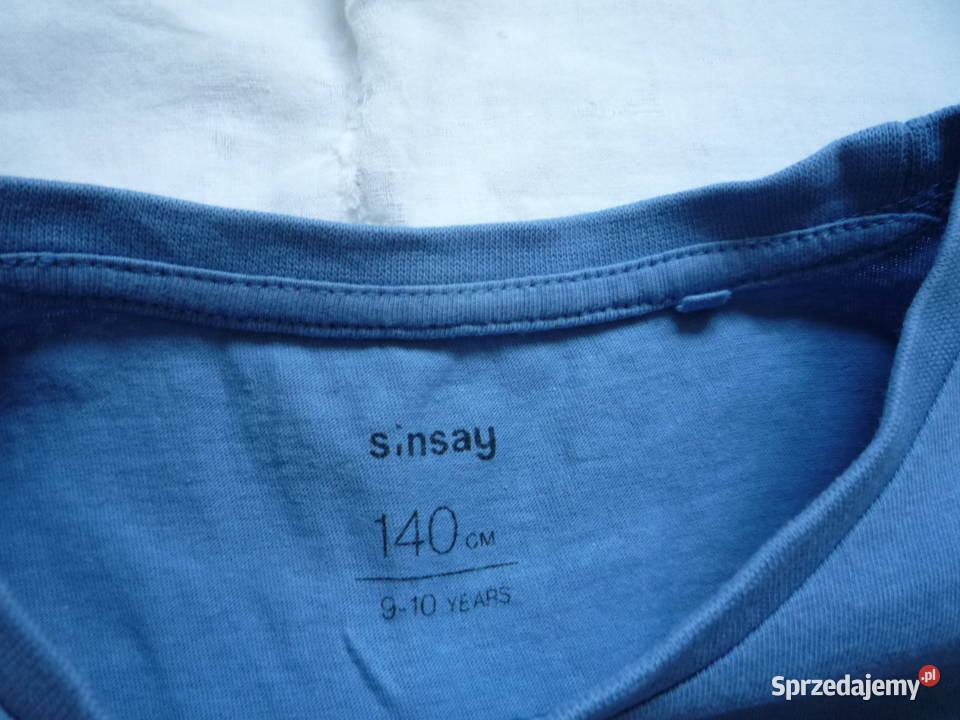 sinsay
140 CM
9-10 YEARS
Sprzedajemy.pl